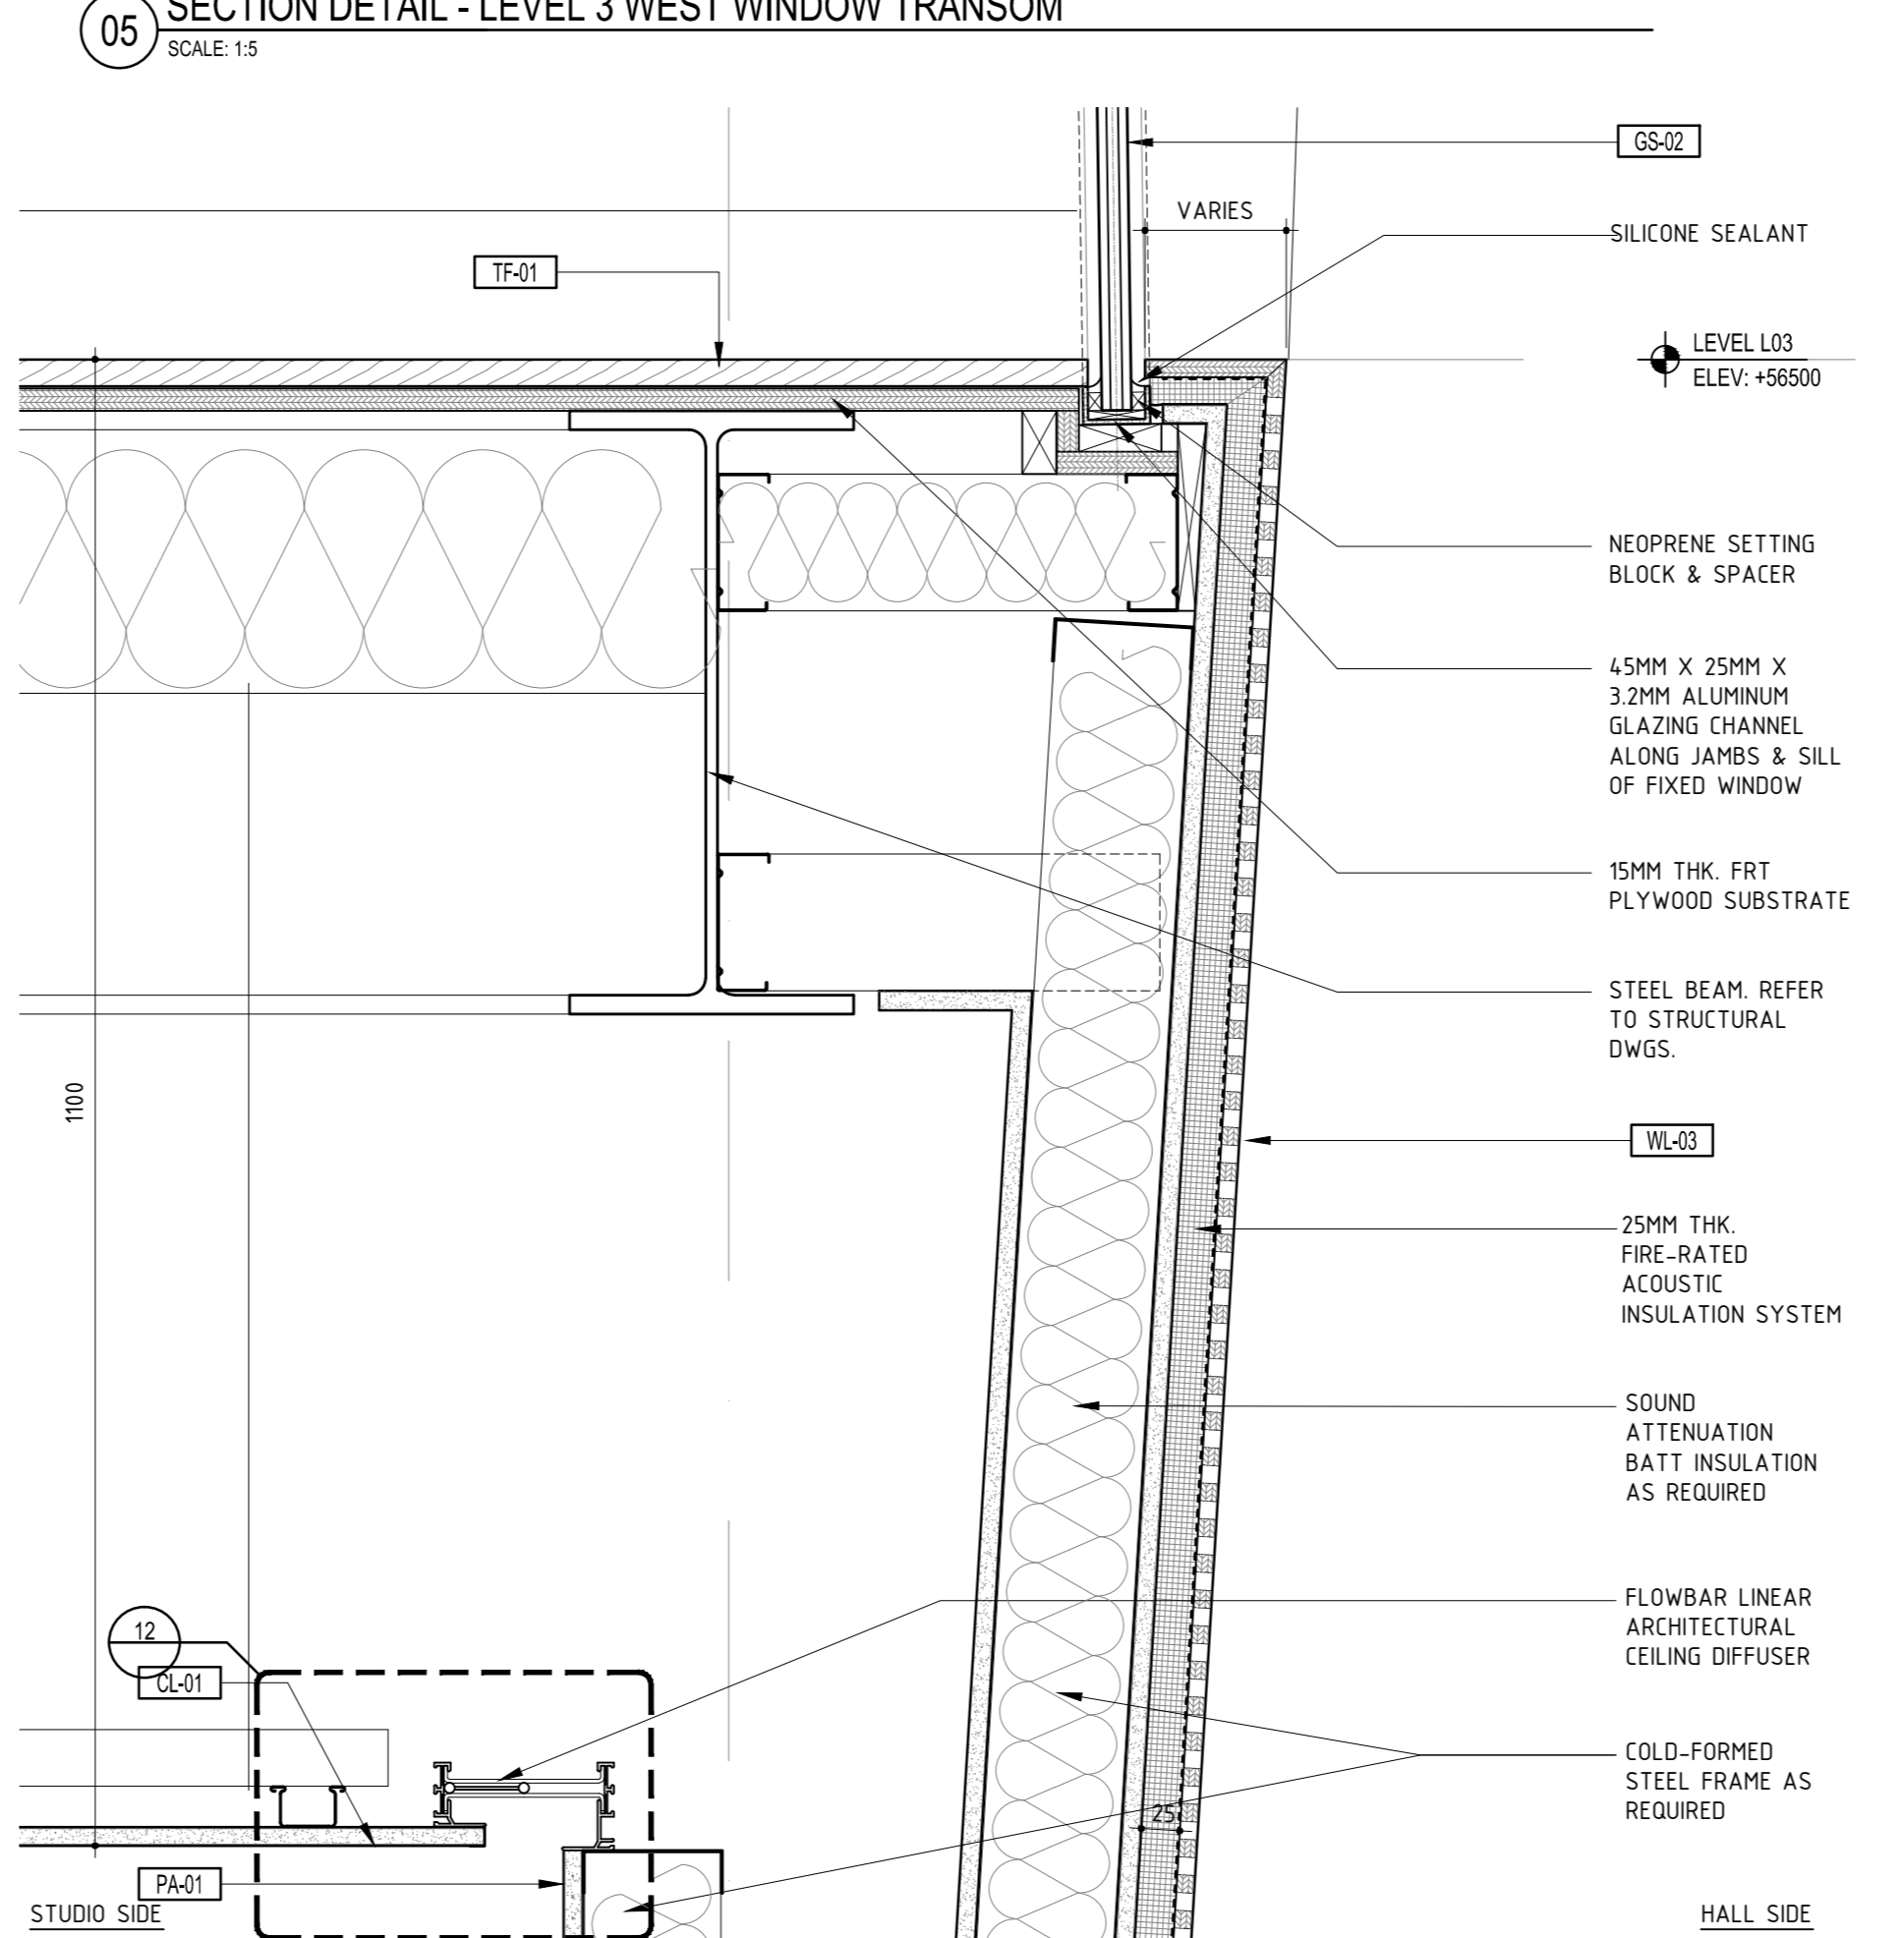 05
SECTION DETAIL - LEVEL 3 WEST WINDOW TRANSOM
SCALE: 1:5
GS-02
VARIES
SILICONE SEALANT
TF-01
LEVEL L03
ELEV: +56500
NEOPRENE SETTING
BLOCK & SPACER
45MM X 25MM X
3.2MM ALUMINUM
GLAZING CHANNEL
ALONG JAMBS & SILL
OF FIXED WINDOW
15MM THK. FRT
PLYWOOD SUBSTRATE
STEEL BEAM. REFER
TO STRUCTURAL
DWGS.
1100
WL-03
25MM THK.
FIRE-RATED
ACOUSTIC
INSULATION SYSTEM
SOUND
ATTENUATION
BATT INSULATION
AS REQUIRED
FLOWBAR LINEAR
ARCHITECTURAL
CEILING DIFFUSER
12
CL-01
COLD-FORMED
STEEL FRAME AS
REQUIRED
25
PA-01
STUDIO SIDE
HALL SIDE